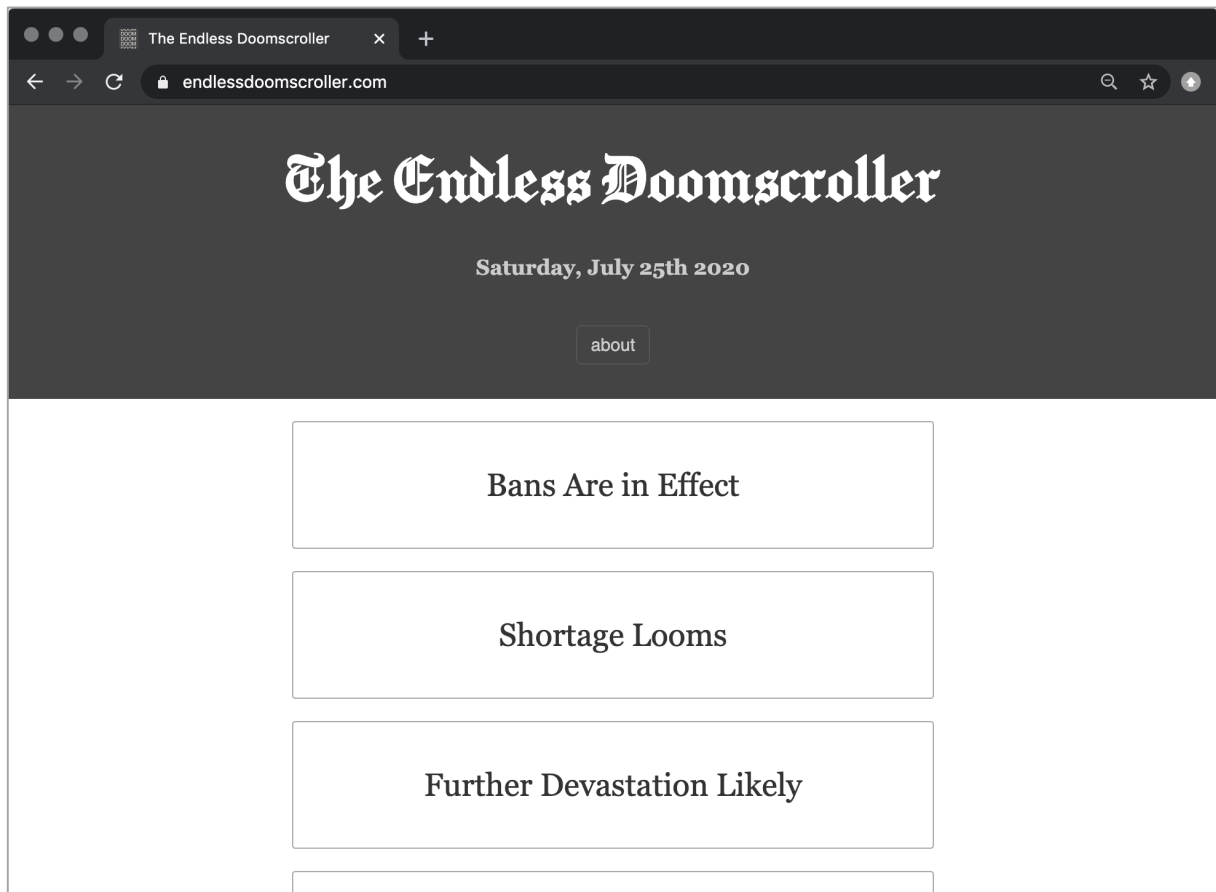 The Endless Doomscroller
endlessdoomscroller.com
The Endless Doomscroller
Saturday, July 25th 2020
about
Bans Are in Effect
Shortage Looms
Further Devastation Likely